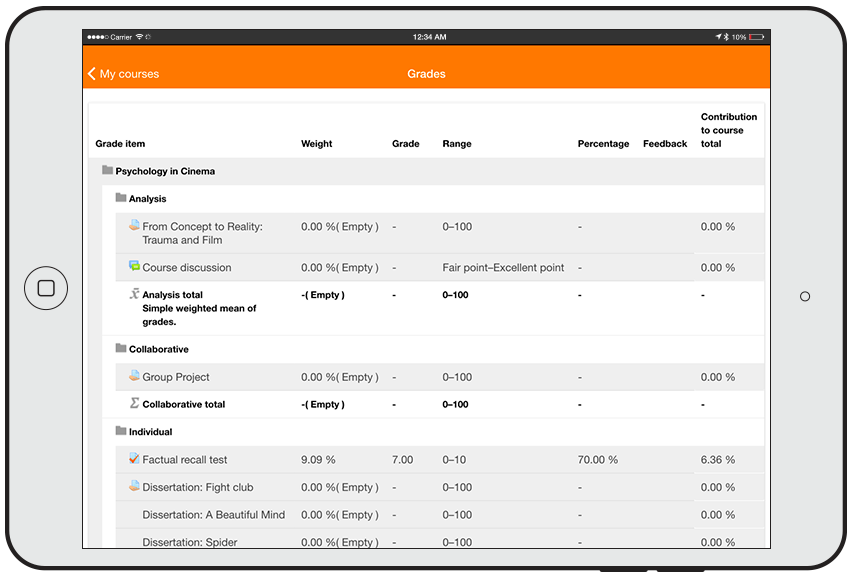 Carrier 12:34 AM 10%
My courses Grades
Grade item Weight Grade Range Percentage Feedback Contribution to course total
Psychology in Cinema
Analysis
From Concept to Reality: Trauma and Film 0.00 %( Empty ) - 0–100 - 0.00 %
Course discussion 0.00 %( Empty ) - Fair point–Excellent point - 0.00 %
Analysis total -( Empty ) - 0–100 - -
Simple weighted mean of grades.
Collaborative
Group Project 0.00 %( Empty ) - 0–100 - 0.00 %
Σ Collaborative total -( Empty ) - 0–100 - -
Individual
Factual recall test 9.09 % 7.00 0–10 70.00 % 6.36 %
Dissertation: Fight club 0.00 %( Empty ) - 0–100 - 0.00 %
Dissertation: A Beautiful Mind 0.00 %( Empty ) - 0–100 - 0.00 %
Dissertation: Spider 0.00 %( Empty ) - 0–100 - 0.00 %